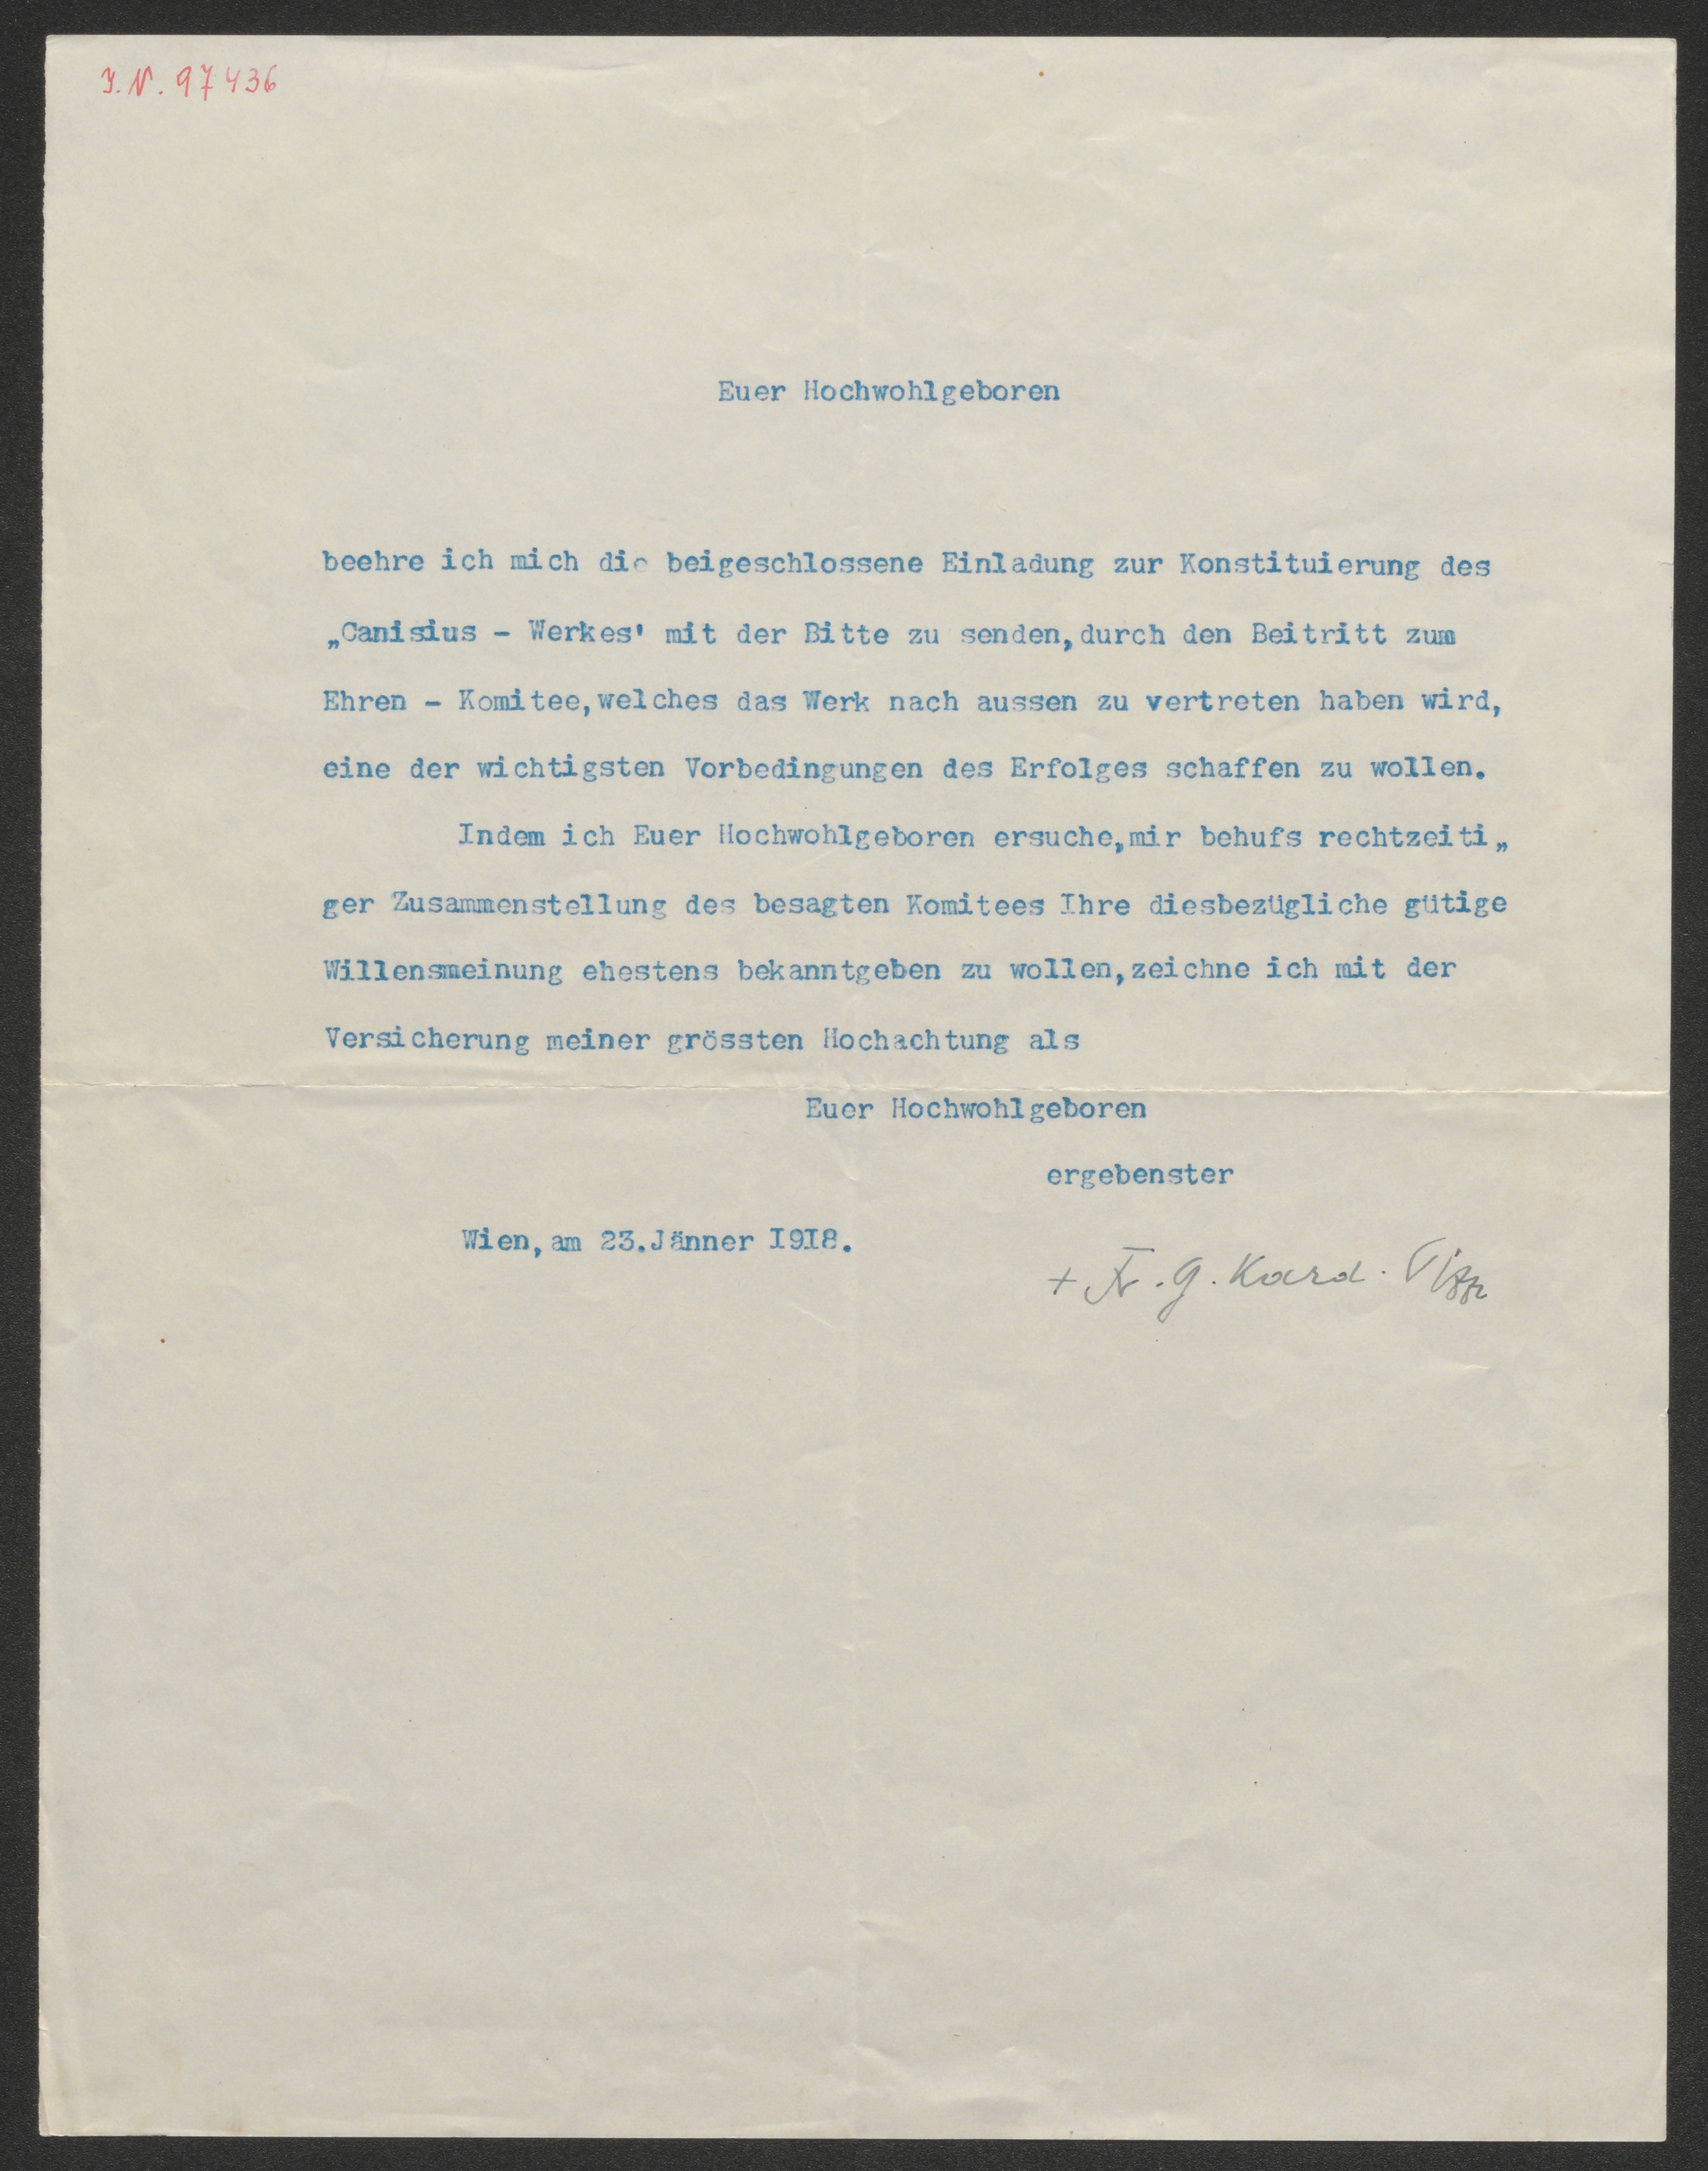 J.N. 97436
Euer Hochwohlgeboren
beehre ich mich die beigeschlossene Einladung zur Konstituierung des
„Canisius - Werkes' mit der Bitte zu senden,durch den Beitritt zum
Ehren - Komitee,welches das Werk nach aussen zu vertreten haben wird,
eine der wichtigsten Vorbedingungen des Erfolges schaffen zu wollen.
Indem ich Euer Hochwohlgeboren ersuche,mir behufs rechtzeiti„
ger Zusammenstellung des besagten Komitees Ihre diesbezügliche gütige
Willensmeinung ehestens bekanntgeben zu wollen,zeichne ich mit der
Versicherung meiner grössten Hochachtung als
Euer Hochwohlgeboren
ergebenster
Wien,am 23.Jänner I9I8.
+ Fr. G. Kard. Piffl